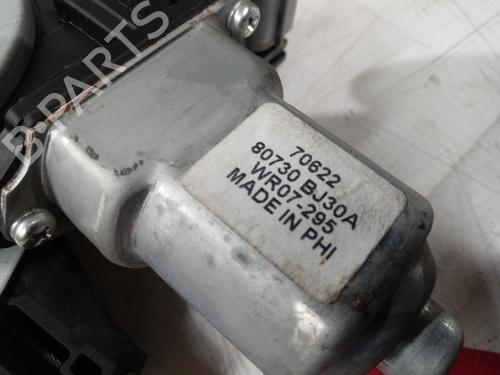 70622
80730 BJ30A
WR07-295
MADE IN PHI
B-PARTS